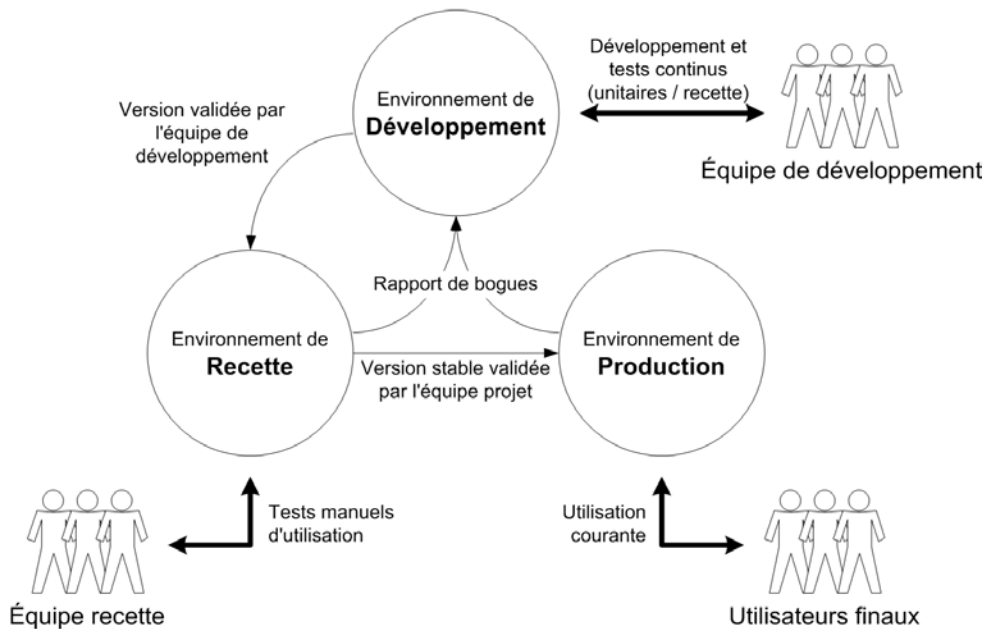 Développement et
tests continus
(unitaires / recette)
Équipe de développement
Environnement de
Développement
Version validée par
l'équipe de
développement
Rapport de bogues
Environnement de
Recette
Version stable validée
par l'équipe projet
Environnement de
Production
Tests manuels
d'utilisation
Équipe recette
Utilisation
courante
Utilisateurs finaux